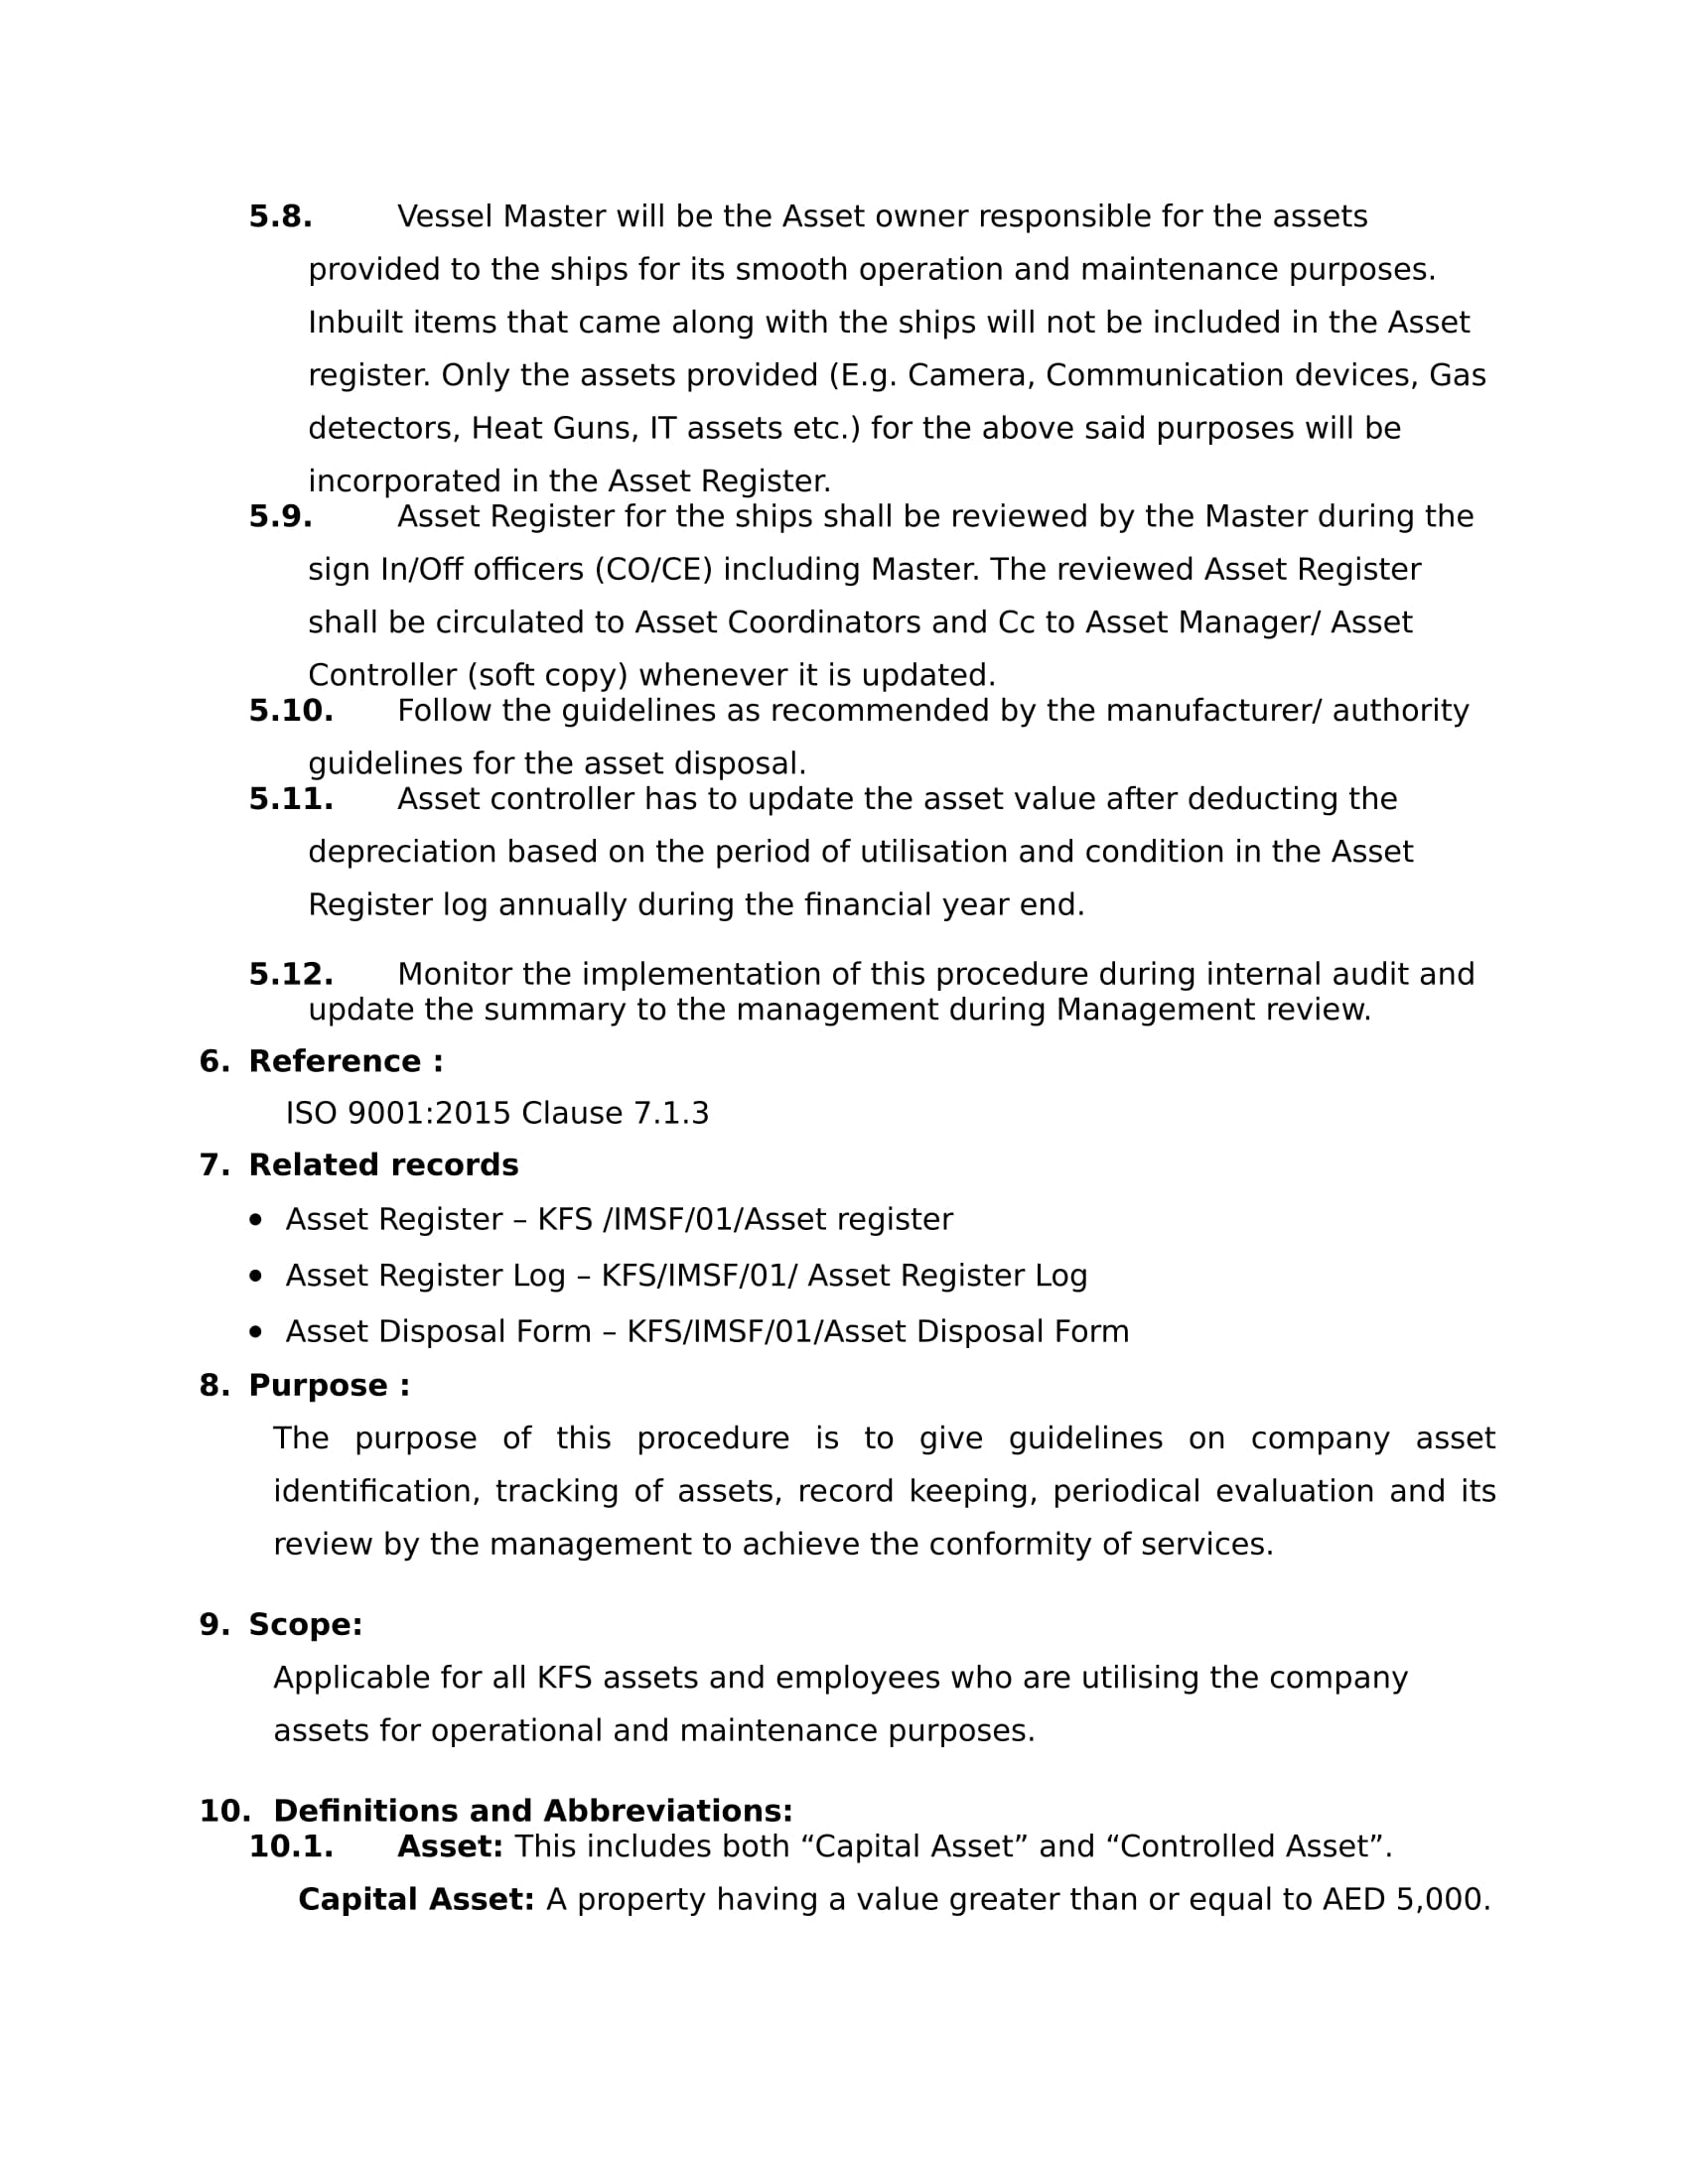 5.8. Vessel Master will be the Asset owner responsible for the assets
provided to the ships for its smooth operation and maintenance purposes.
Inbuilt items that came along with the ships will not be included in the Asset
register. Only the assets provided (E.g. Camera, Communication devices, Gas
detectors, Heat Guns, IT assets etc.) for the above said purposes will be
incorporated in the Asset Register.
5.9. Asset Register for the ships shall be reviewed by the Master during the
sign In/Off officers (CO/CE) including Master. The reviewed Asset Register
shall be circulated to Asset Coordinators and Cc to Asset Manager/ Asset
Controller (soft copy) whenever it is updated.
5.10. Follow the guidelines as recommended by the manufacturer/ authority
guidelines for the asset disposal.
5.11. Asset controller has to update the asset value after deducting the
depreciation based on the period of utilisation and condition in the Asset
Register log annually during the financial year end.
5.12. Monitor the implementation of this procedure during internal audit and
update the summary to the management during Management review.
6. Reference :
ISO 9001:2015 Clause 7.1.3
7. Related records
• Asset Register – KFS /IMSF/01/Asset register
• Asset Register Log – KFS/IMSF/01/ Asset Register Log
• Asset Disposal Form – KFS/IMSF/01/Asset Disposal Form
8. Purpose :
The purpose of this procedure is to give guidelines on company asset
identification, tracking of assets, record keeping, periodical evaluation and its
review by the management to achieve the conformity of services.
9. Scope:
Applicable for all KFS assets and employees who are utilising the company
assets for operational and maintenance purposes.
10. Definitions and Abbreviations:
10.1. Asset: This includes both “Capital Asset” and “Controlled Asset”.
Capital Asset: A property having a value greater than or equal to AED 5,000.